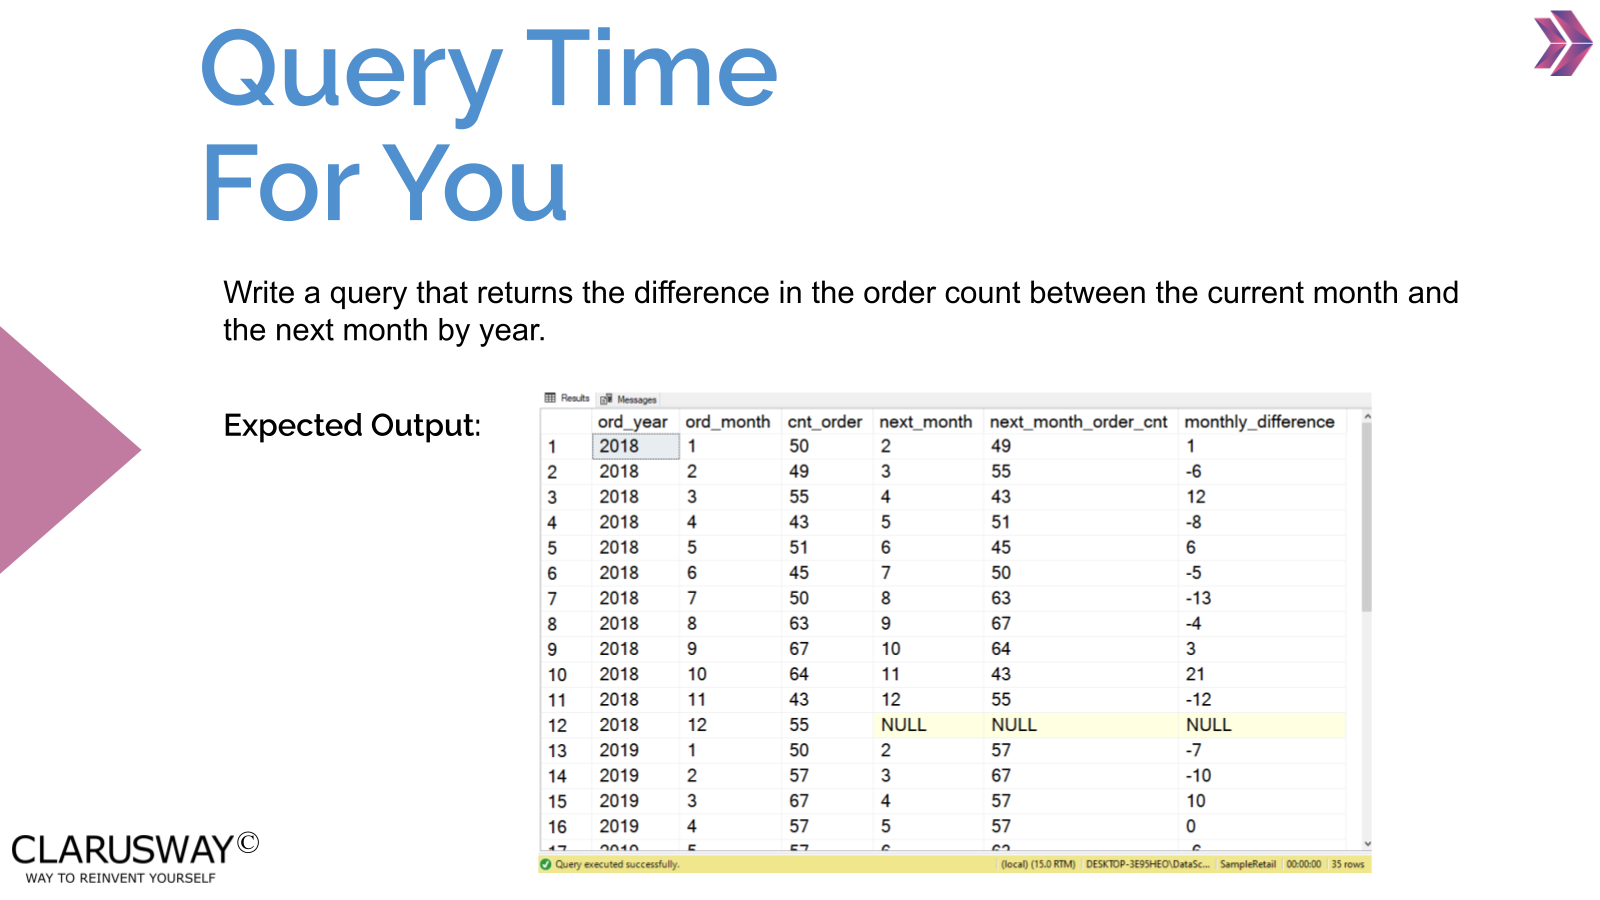 Query Time
For You
Write a query that returns the difference in the order count between the current month and
the next month by year.
Expected Output:
Results Messages
ord_year ord_month cnt_order next_month next_month_order_cnt monthly_difference
1 2018 1 50 2 49 1
2 2018 2 49 3 55 -6
3 2018 3 55 4 43 12
4 2018 4 43 5 51 -8
5 2018 5 51 6 45 6
6 2018 6 45 7 50 -5
7 2018 7 50 8 63 -13
8 2018 8 63 9 67 -4
9 2018 9 67 10 64 3
10 2018 10 64 11 43 21
11 2018 11 43 12 55 -12
12 2018 12 55 NULL NULL NULL
13 2019 1 50 2 57 -7
14 2019 2 57 3 67 -10
15 2019 3 67 4 57 10
16 2019 4 57 5 57 0
Query executed successfully. (local) (15.0 RTM) DESKTOP-3E95HEO\DataSc... SampleRetail 00:00:00 35 rows
CLARUSWAY©
WAY TO REINVENT YOURSELF